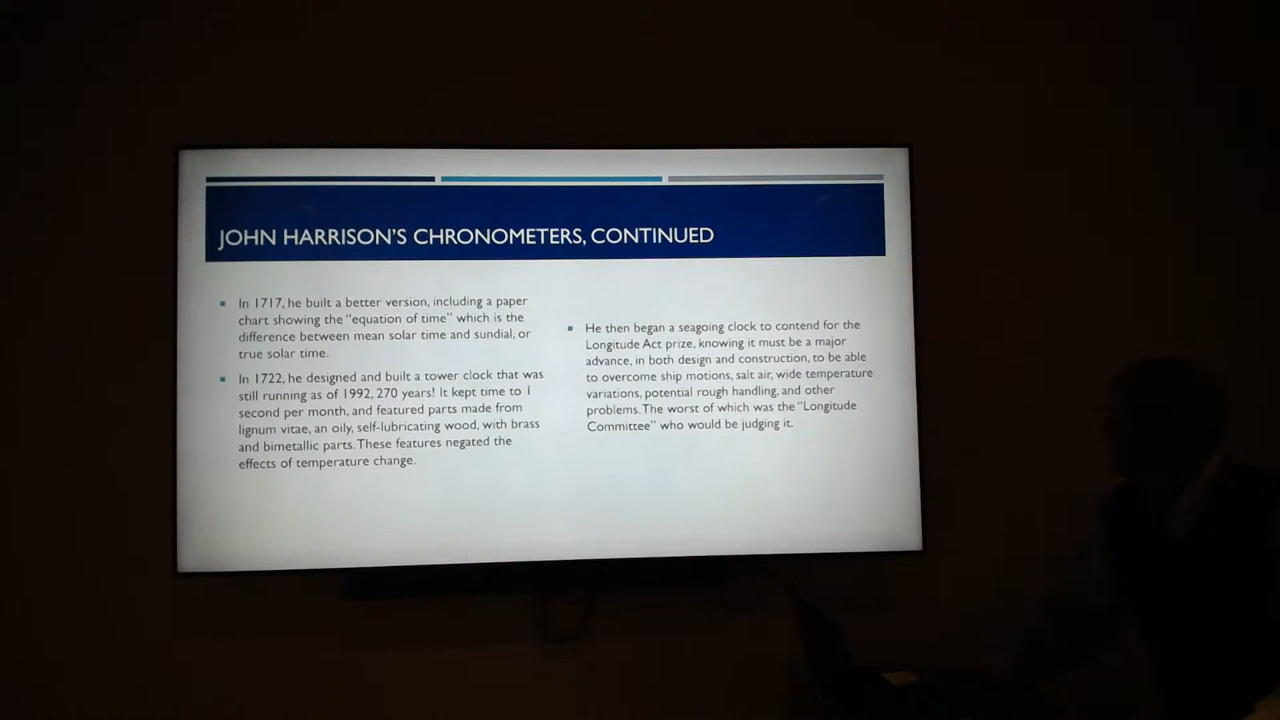 JOHN HARRISON'S CHRONOMETERS, CONTINUED
In 1717, he built a better version, including a paper
chart showing the "equation of time" which is the
difference between mean solar time and sundial, or
true solar time.
In 1722, he designed and built a tower clock that was
still running as of 1992, 270 years! It kept time to 1
second per month, and featured parts made from
lignum vitae, an oily, self-lubricating wood, with brass
and bimetallic parts. These features negated the
effects of temperature change.
He then began a seagoing clock to contend for the
Longitude Act prize, knowing it must be a major
advance, in both design and construction, to be able
to overcome ship motions, salt air, wide temperature
variations, potential rough handling, and other
problems. The worst of which was the "Longitude
Committee" who would be judging it.